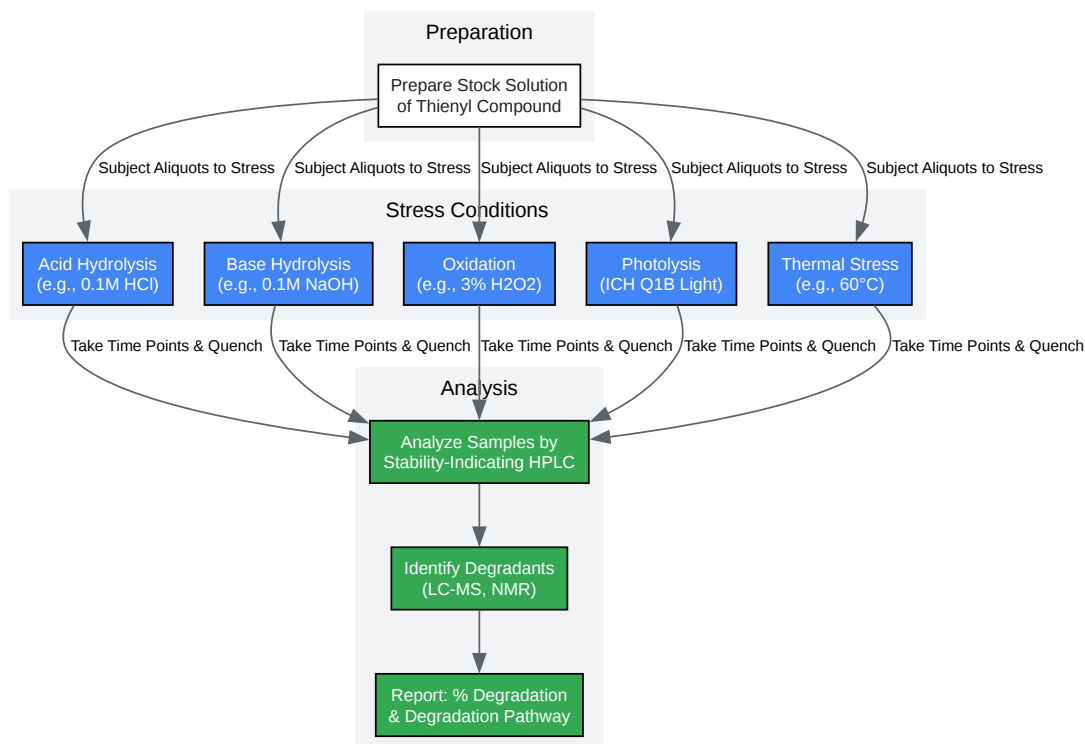 Preparation
Prepare Stock Solution
of Thienyl Compound
Subject Aliquots to Stress
Subject Aliquots to Stress
Subject Aliquots to Stress
Subject Aliquots to Stress
Subject Aliquots to Stress
Stress Conditions
Acid Hydrolysis
(e.g., 0.1M HCl)
Base Hydrolysis
(e.g., 0.1M NaOH)
Oxidation
(e.g., 3% H2O2)
Photolysis
(ICH Q1B Light)
Thermal Stress
(e.g., 60°C)
Take Time Points & Quench
Take Time Points & Quench
Take Time Points & Quench
Take Time Points & Quench
Take Time Points & Quench
Analysis
Analyze Samples by
Stability-Indicating HPLC
Identify Degradants
(LC-MS, NMR)
Report: % Degradation
& Degradation Pathway